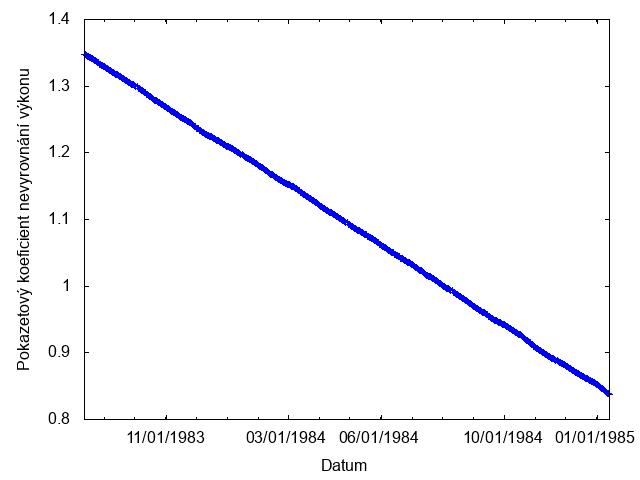 1.4
1.3
1.2
1.1
1
0.9
0.8
Pokazetový koeficient nevyrovnání výkonu
11/01/1983 03/01/1984 06/01/1984 10/01/1984 01/01/1985
Datum